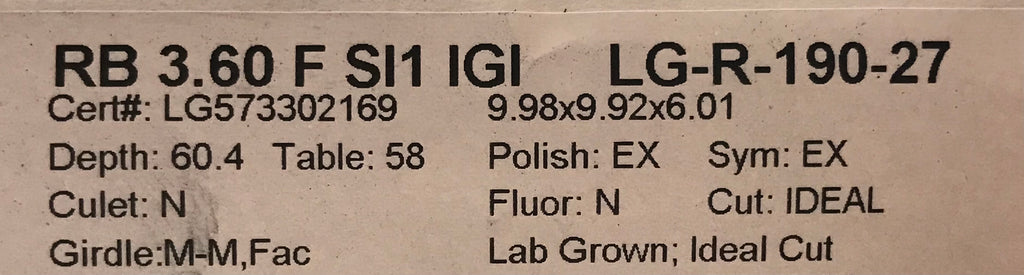 RB 3.60 F SI1 IGI LG-R-190-27
Cert#: LG573302169 9.98x9.92x6.01
Depth: 60.4 Table: 58 Polish: EX Sym: EX
Culet: N Fluor: N Cut: IDEAL
Girdle:M-M,Fac Lab Grown; Ideal Cut